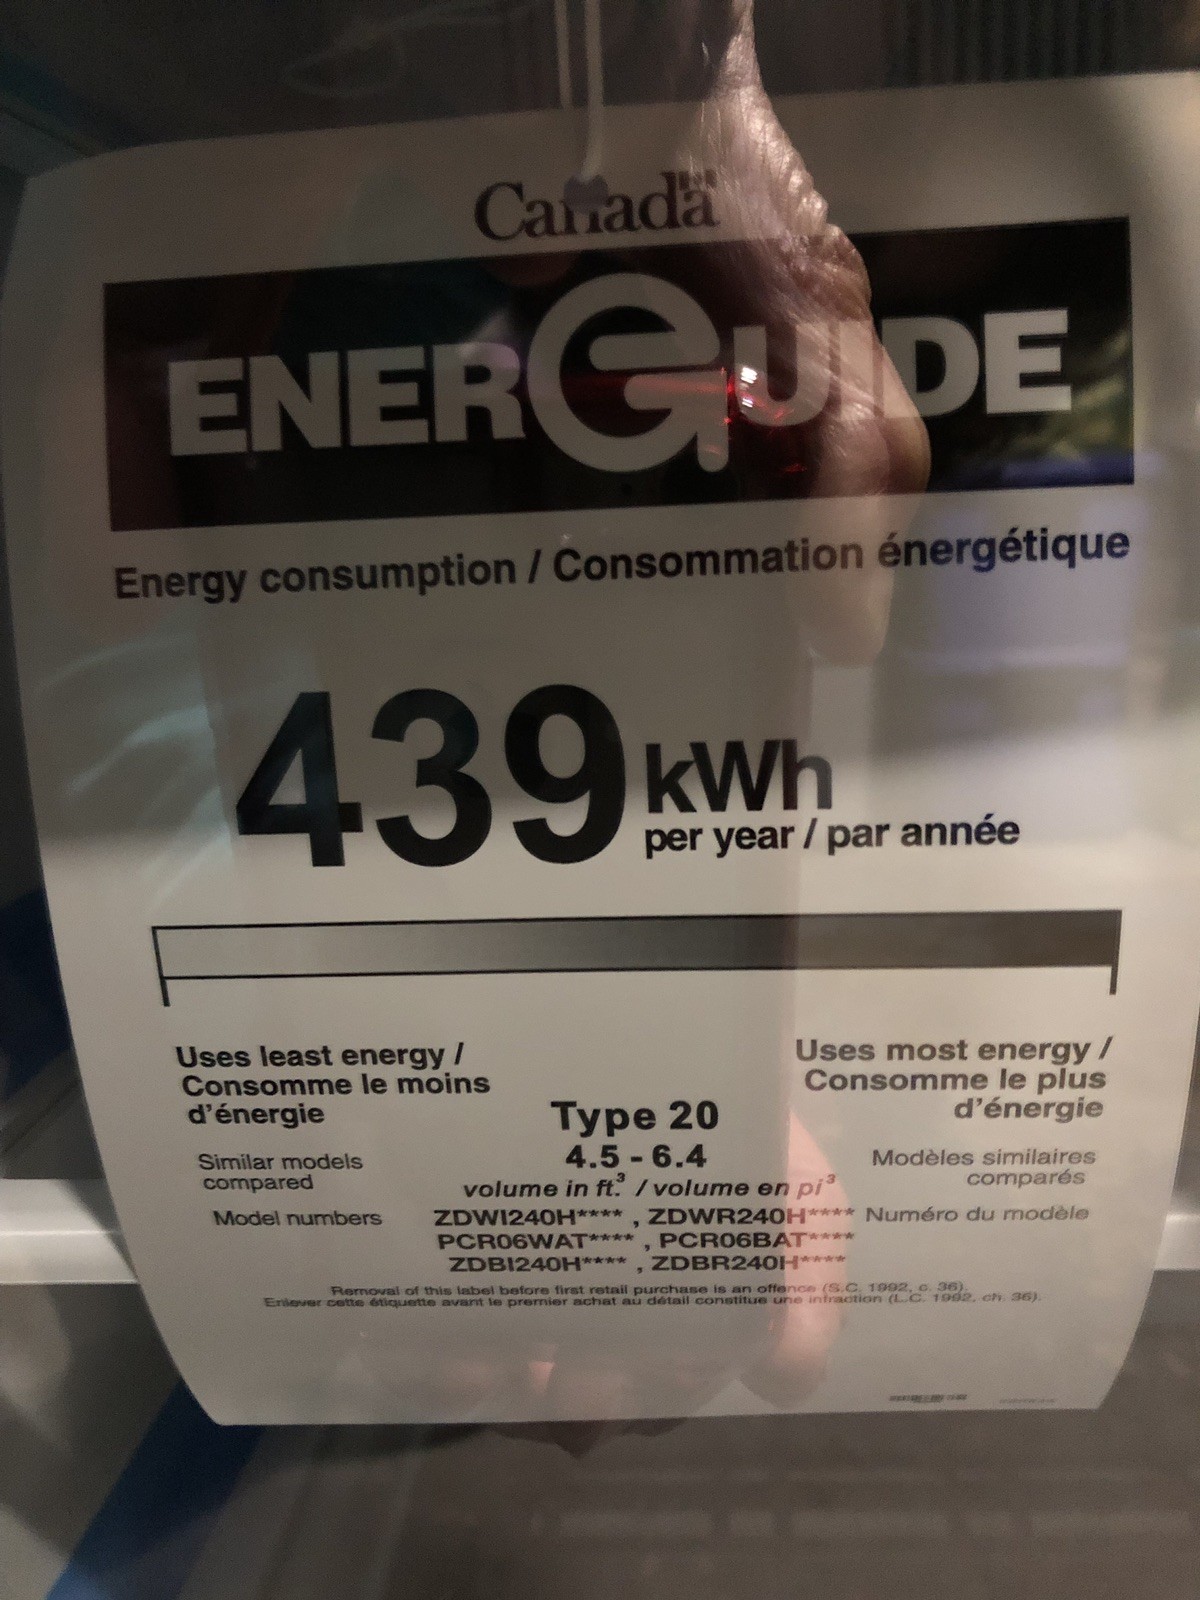 Canada
ENERGUIDE
Energy consumption / Consommation énergétique
439 kWh
per year / par année
Uses least energy /
Consomme le moins
d'énergie
Uses most energy /
Consomme le plus
d'énergie
Type 20
4.5 - 6.4
volume in ft.³ / volume en pi³
Similar models
compared
Modèles similaires
comparés
Model numbers
ZDWI240H**** , ZDWR240H****
PCR06WAT**** , PCR06BAT****
ZDBI240H**** , ZDBR240H****
Numéro du modèle
Removal of this label before first retail purchase is an offence (S.C. 1992, c. 36).
Enlever cette étiquette avant le premier achat au détail constitue une infraction (L.C. 1992, ch. 36).